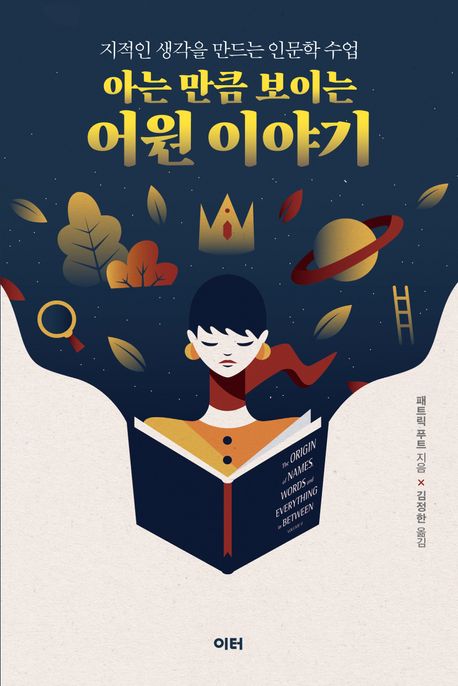 지적인 생각을 만드는 인문학 수업
아는 만큼 보이는
어원 이야기
The ORIGIN
of NAMES,
WORDS and
EVERYTHING
in BETWEEN
VOLUME II
패트릭 푸트 지음 × 김정한 옮김
이터